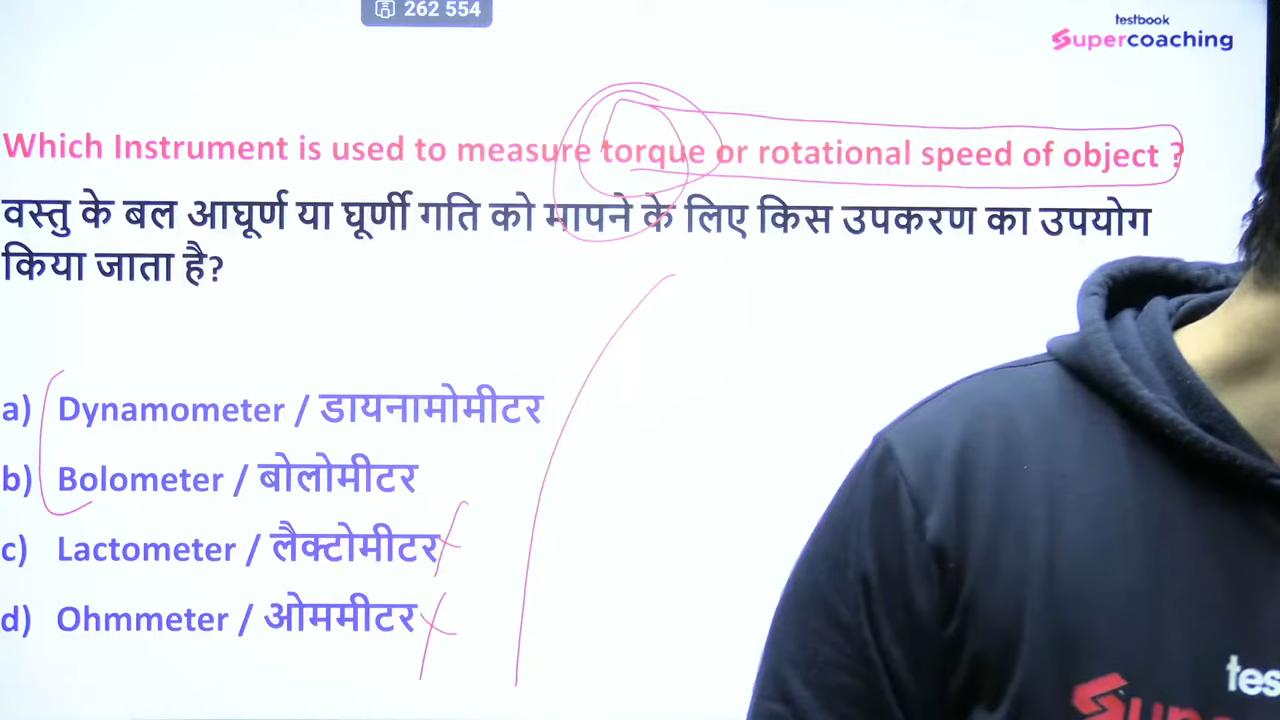 262 554
testbook
Supercoaching
Which Instrument is used to measure torque or rotational speed of object ?
वस्तु के बल आघूर्ण या घूर्णी गति को मापने के लिए किस उपकरण का उपयोग
किया जाता है?
a) Dynamometer / डायनामोमीटर
b) Bolometer / बोलोमीटर
c) Lactometer / लैक्टोमीटर
d) Ohmmeter / ओममीटर